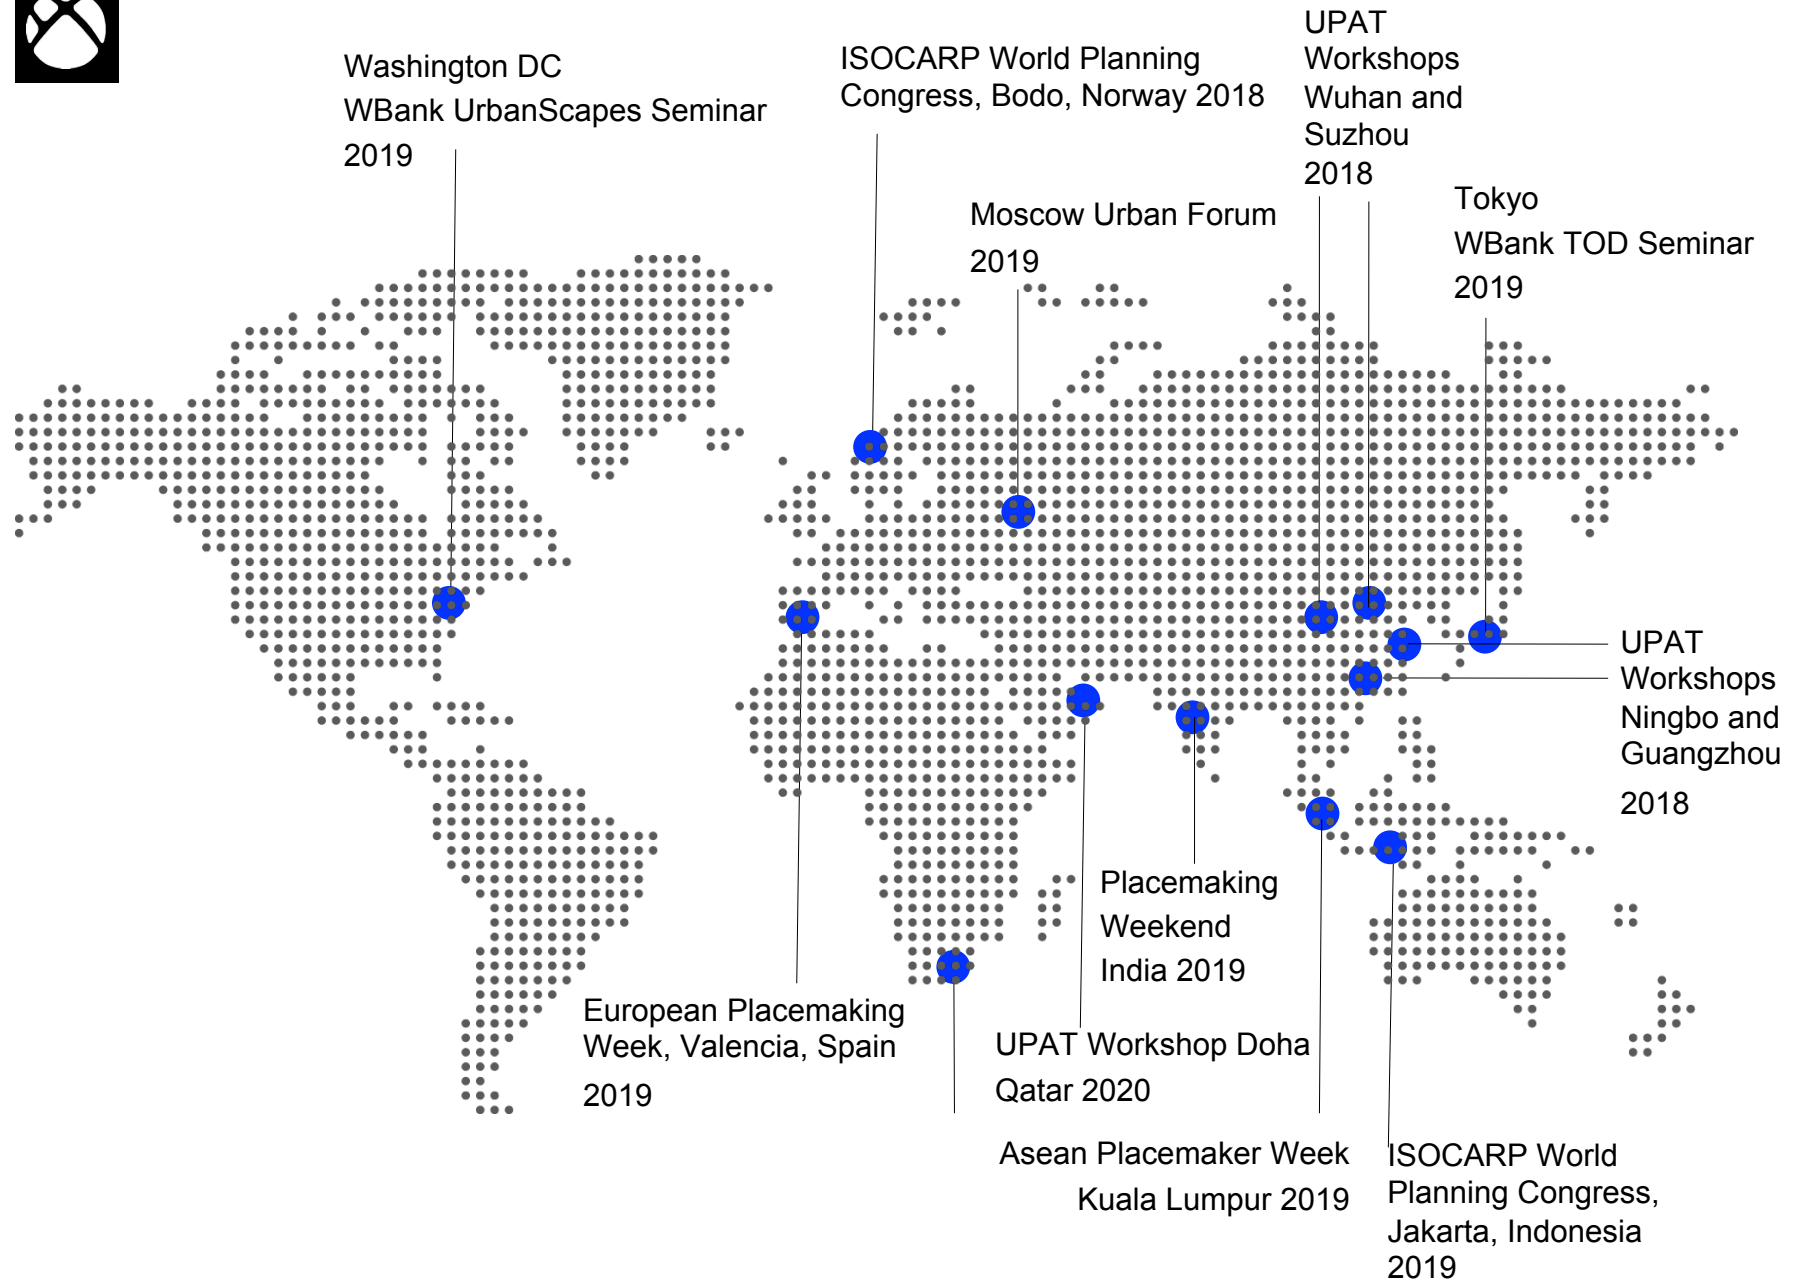 Washington DC
WBank UrbanScapes Seminar
2019
ISOCARP World Planning
Congress, Bodo, Norway 2018
UPAT
Workshops
Wuhan and
Suzhou
2018
Moscow Urban Forum
2019
Tokyo
WBank TOD Seminar
2019
UPAT
Workshops
Ningbo and
Guangzhou
2018
Placemaking
Weekend
India 2019
European Placemaking
Week, Valencia, Spain
2019
UPAT Workshop Doha
Qatar 2020
Asean Placemaker Week
Kuala Lumpur 2019
ISOCARP World
Planning Congress,
Jakarta, Indonesia
2019